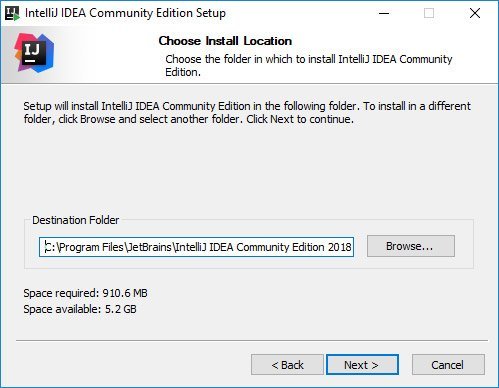 IntelliJ IDEA Community Edition Setup
IJ
Choose Install Location
Choose the folder in which to install IntelliJ IDEA Community
Edition.
Setup will install IntelliJ IDEA Community Edition in the following folder. To install in a different
folder, click Browse and select another folder. Click Next to continue.
Destination Folder
C:\Program Files\JetBrains\IntelliJ IDEA Community Edition 2018
Browse...
Space required: 910.6 MB
Space available: 5.2 GB
< Back
Next >
Cancel